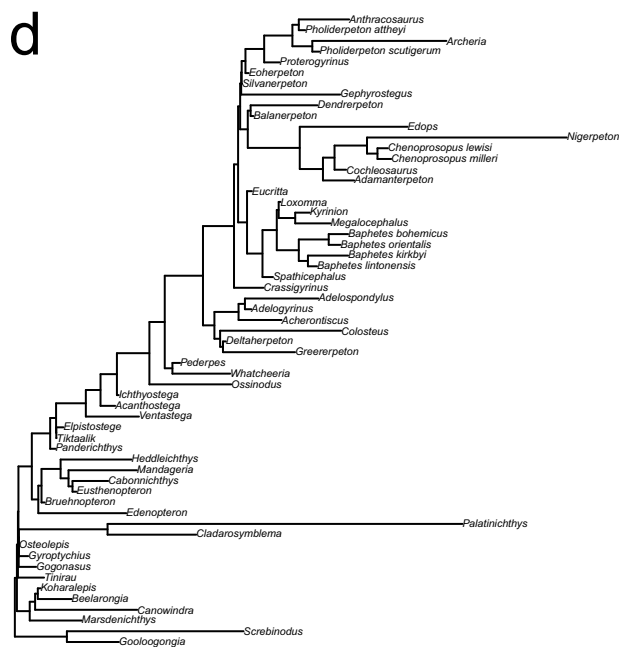 d
Anthracosaurus
Pholiderpeton attheyi
Archeria
Pholiderpeton scutigerum
Proterogyrinus
Eoherpeton
Silvanerpeton
Gephyrostegus
Dendrerpeton
Balanerpeton
Edops
Nigerpeton
Chenoprosopus lewisi
Chenoprosopus milleri
Cochleosaurus
Adamanterpeton
Eucritta
Loxomma
Kyrinion
Megalocephalus
Baphetes bohemicus
Baphetes orientalis
Baphetes kirkbyi
Baphetes lintonensis
Spathicephalus
Crassigyrinus
Adelospondylus
Adelogyrinus
Acherontiscus
Colosteus
Deltaherpeton
Greererpeton
Pederpes
Whatcheeria
Ossinodus
Ichthyostega
Acanthostega
Ventastega
Elpistostege
Tiktaalik
Panderichthys
Heddleichthys
Mandageria
Cabonnichthys
Eusthenopteron
Bruehnopteron
Edenopteron
Palatinichthys
Cladarosymblema
Osteolepis
Gyroptychius
Gogonasus
Tinirau
Koharalepis
Beelarongia
Canowindra
Marsdenichthys
Screbinodus
Gooloogongia